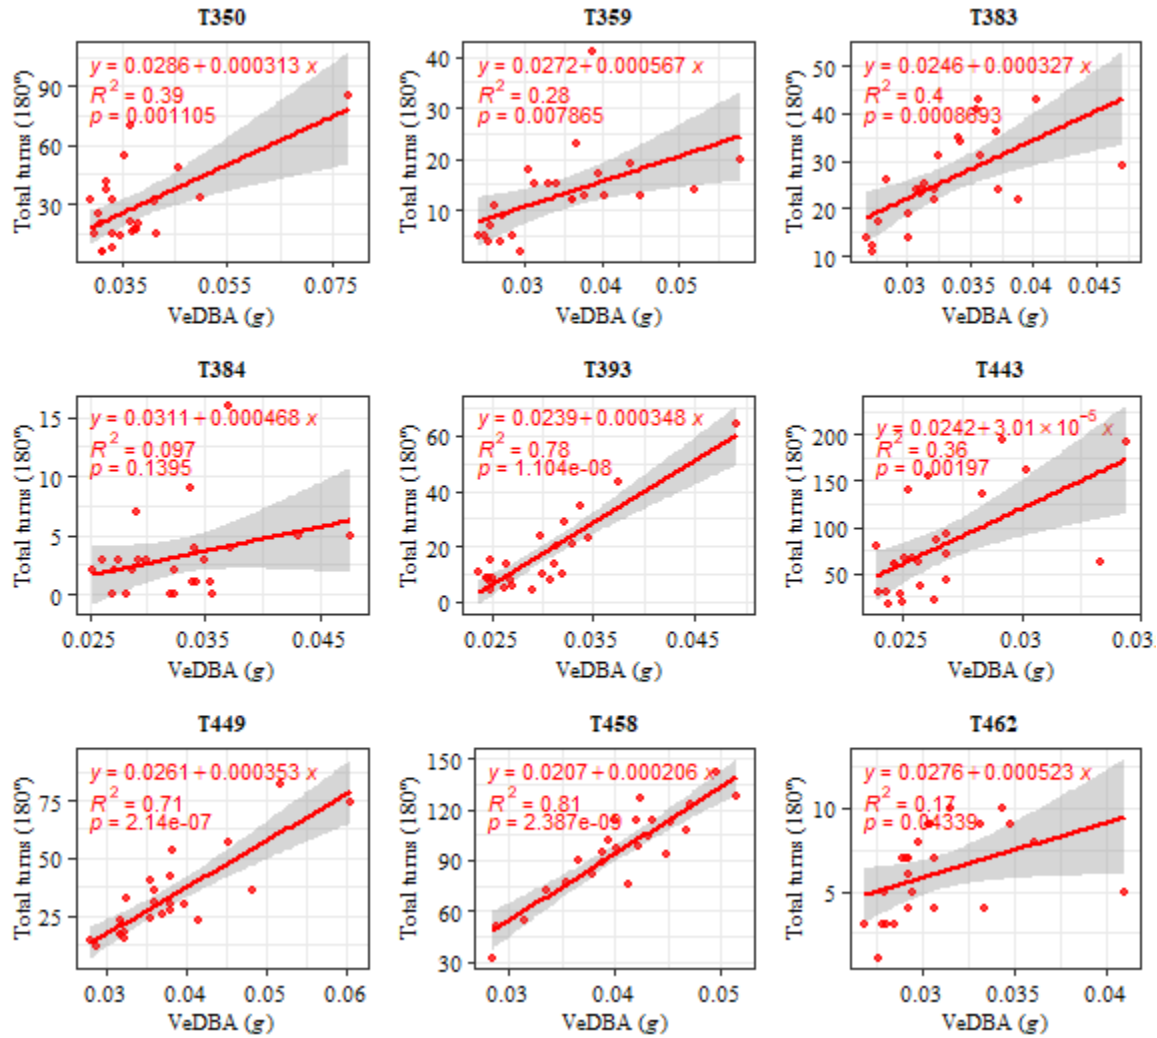 T350
y = 0.0286 + 0.000313 x
R² = 0.39
p = 0.001105
Total turns (180°)
90
60
30
0.035 0.055 0.075
VeDBA (g)
T359
y = 0.0272 + 0.000567 x
R² = 0.28
p = 0.007865
Total turns (180°)
40
30
20
10
0.03 0.04 0.05
VeDBA (g)
T383
y = 0.0246 + 0.000327 x
R² = 0.4
p = 0.0008693
Total turns (180°)
50
40
30
20
10
0.03 0.035 0.04 0.045
VeDBA (g)
T384
y = 0.0311 + 0.000468 x
R² = 0.097
p = 0.1395
Total turns (180°)
15
10
5
0
0.025 0.035 0.045
VeDBA (g)
T393
y = 0.0239 + 0.000348 x
R² = 0.78
p = 1.104e-08
Total turns (180°)
60
40
20
0
0.025 0.035 0.045
VeDBA (g)
T443
y = 0.0242 + 3.01 × 10⁻⁵ x
R² = 0.36
p = 0.00197
Total turns (180°)
200
150
100
50
0.025 0.03 0.03
VeDBA (g)
T449
y = 0.0261 + 0.000353 x
R² = 0.71
p = 2.14e-07
Total turns (180°)
75
50
25
0.03 0.04 0.05 0.06
VeDBA (g)
T458
y = 0.0207 + 0.000206 x
R² = 0.81
p = 2.387e-09
Total turns (180°)
150
120
90
60
30
0.03 0.04 0.05
VeDBA (g)
T462
y = 0.0276 + 0.000523 x
R² = 0.17
p = 0.04339
Total turns (180°)
10
5
0.03 0.035 0.04
VeDBA (g)